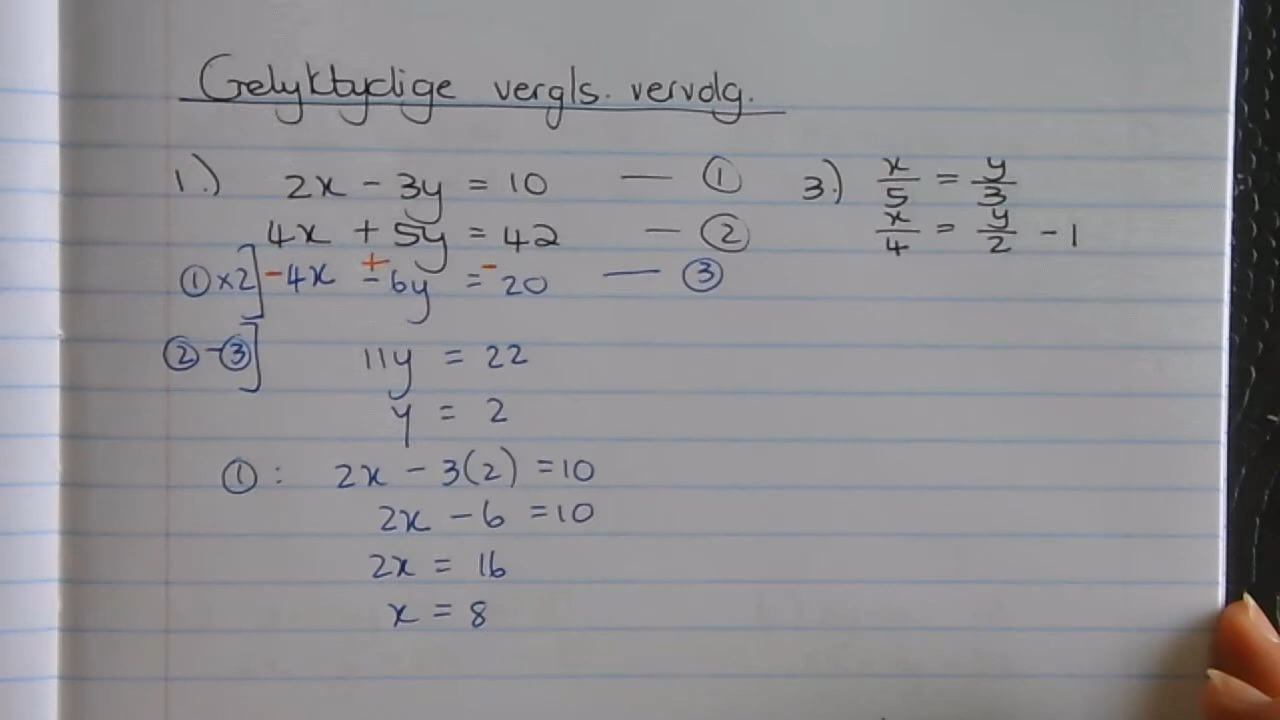 Gelyktydige vergls. vervolg.
1.) 2x - 3y = 10 — ①
4x + 5y = 42 — ②
①×2] - 4x +- 6y = - 20 — ③
② - ③] 11y = 22
y = 2
①: 2x - 3(2) = 10
2x - 6 = 10
2x = 16
x = 8
3.) x/5 = y/3
x/4 = y/2 - 1